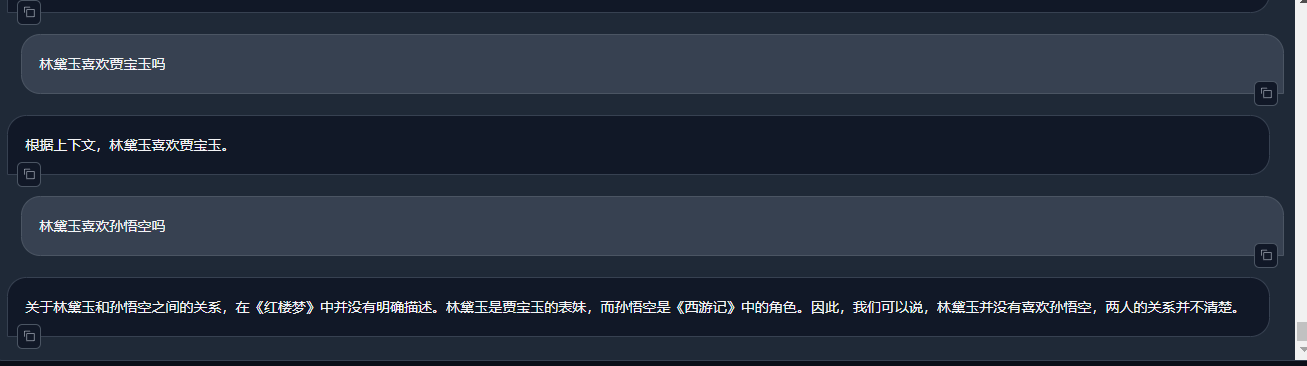 林黛玉喜欢贾宝玉吗
根据上下文，林黛玉喜欢贾宝玉。
林黛玉喜欢孙悟空吗
关于林黛玉和孙悟空之间的关系，在《红楼梦》中并没有明确描述。林黛玉是贾宝玉的表妹，而孙悟空是《西游记》中的角色。因此，我们可以说，林黛玉并没有喜欢孙悟空，两人的关系并不清楚。